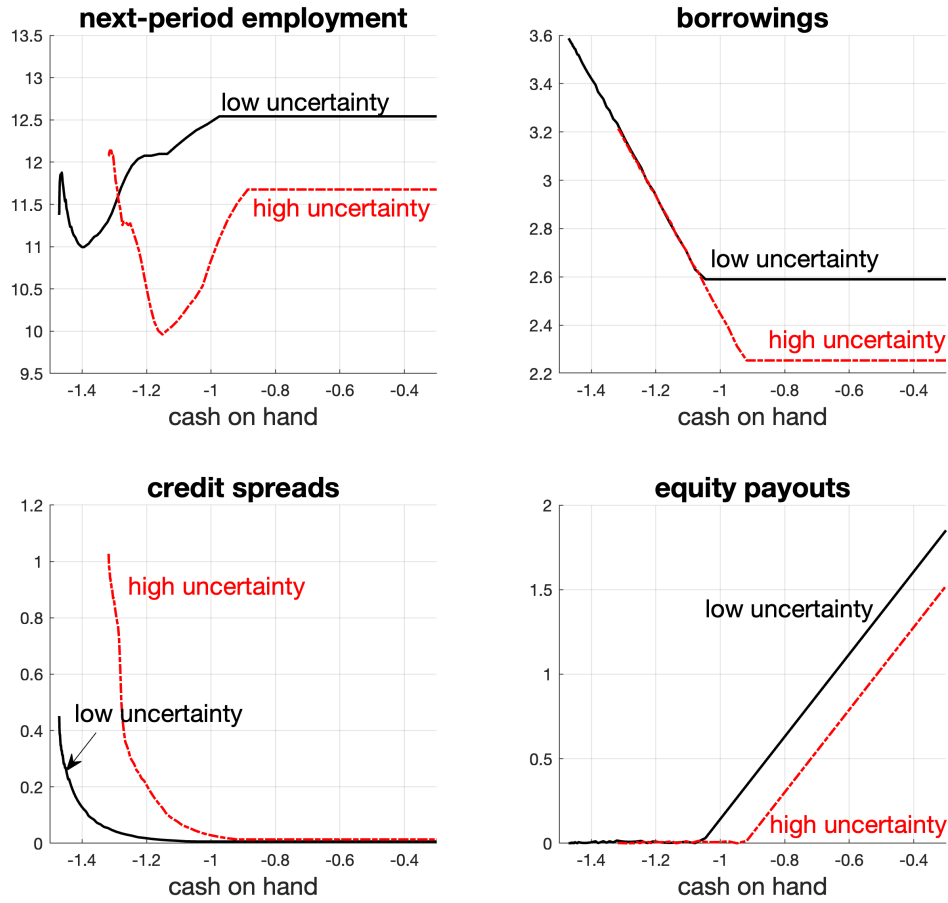 next-period employment
13.5
13
12.5
12
11.5
11
10.5
10
9.5
low uncertainty
high uncertainty
-1.4 -1.2 -1 -0.8 -0.6 -0.4
cash on hand
borrowings
3.6
3.4
3.2
3
2.8
2.6
2.4
2.2
low uncertainty
high uncertainty
-1.4 -1.2 -1 -0.8 -0.6 -0.4
cash on hand
credit spreads
1.2
1
0.8
0.6
0.4
0.2
0
high uncertainty
low uncertainty
-1.4 -1.2 -1 -0.8 -0.6 -0.4
cash on hand
equity payouts
2
1.5
1
0.5
0
low uncertainty
high uncertainty
-1.4 -1.2 -1 -0.8 -0.6 -0.4
cash on hand